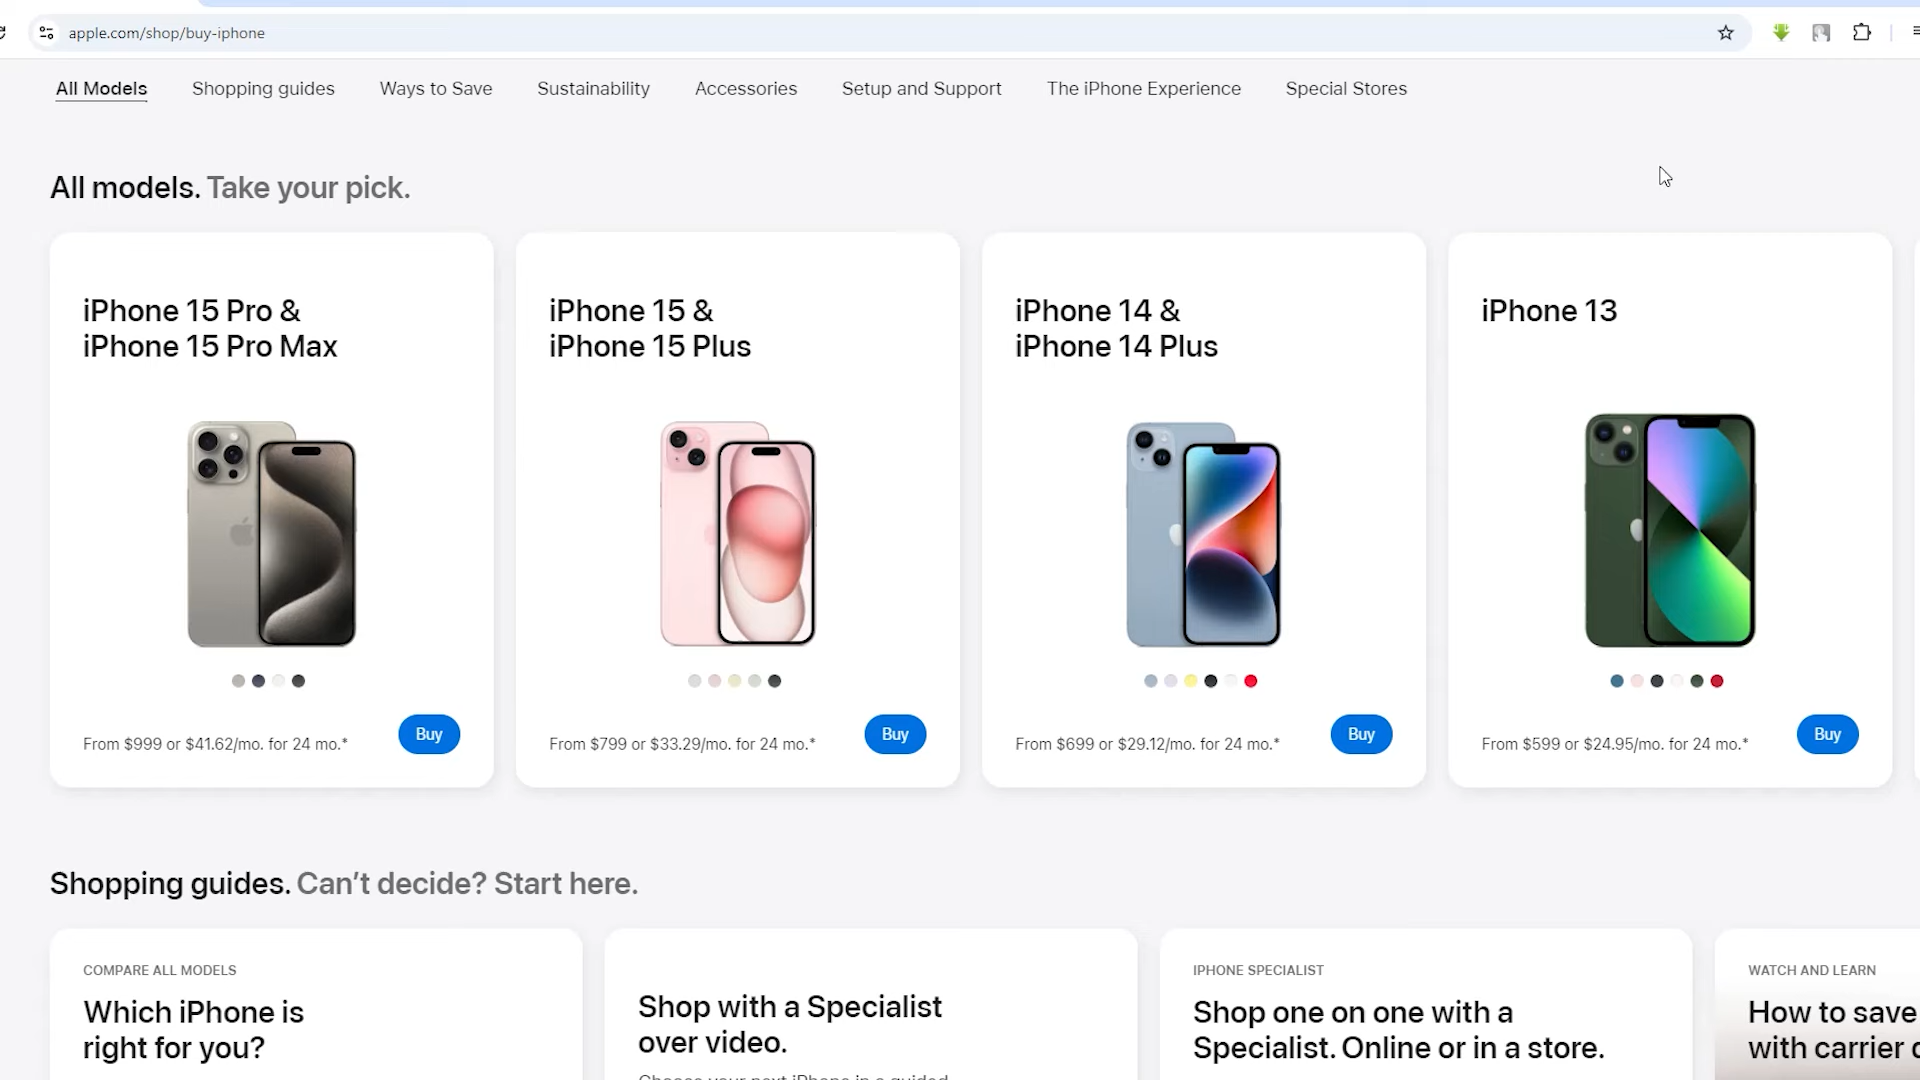 apple.com/shop/buy-iphone
All Models Shopping guides Ways to Save Sustainability Accessories Setup and Support The iPhone Experience Special Stores
All models. Take your pick.
iPhone 15 Pro &
iPhone 15 Pro Max
From $999 or $41.62/mo. for 24 mo.*
Buy
iPhone 15 &
iPhone 15 Plus
From $799 or $33.29/mo. for 24 mo.*
Buy
iPhone 14 &
iPhone 14 Plus
From $699 or $29.12/mo. for 24 mo.*
Buy
iPhone 13
From $599 or $24.95/mo. for 24 mo.*
Buy
Shopping guides. Can’t decide? Start here.
COMPARE ALL MODELS
Which iPhone is
right for you?
Shop with a Specialist
over video.
Choose your next iPhone in a guided
IPHONE SPECIALIST
Shop one on one with a
Specialist. Online or in a store.
WATCH AND LEARN
How to save
with carrier